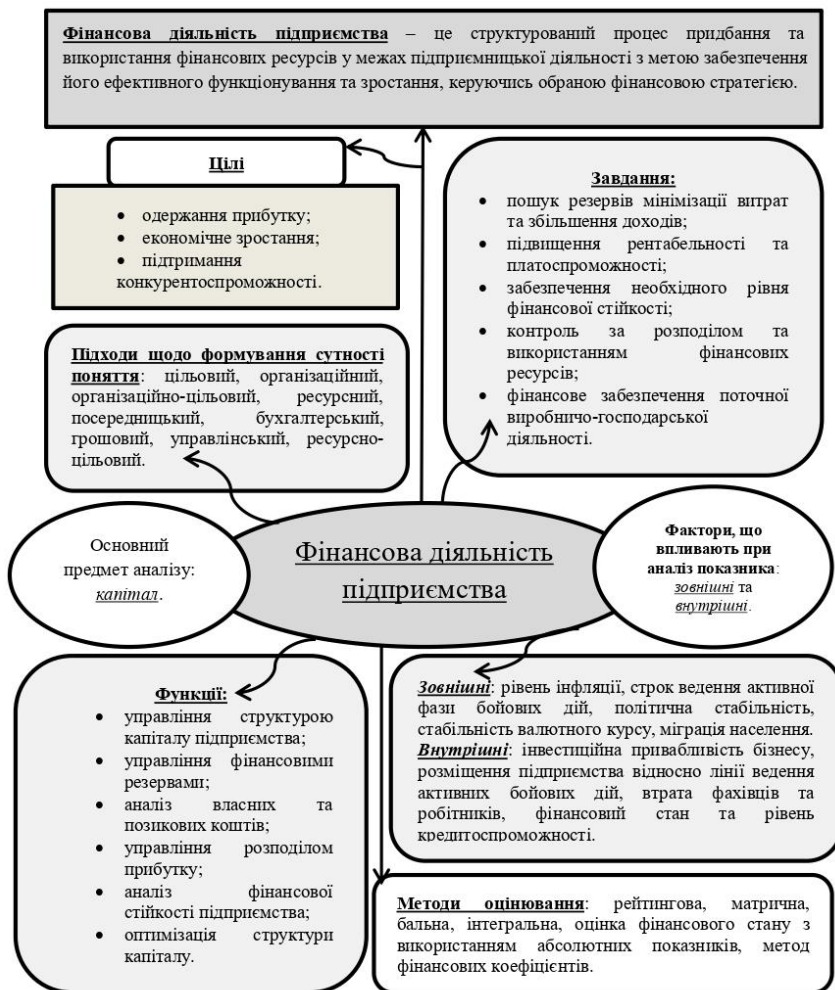 Фінансова діяльність підприємства – це структурований процес придбання та
використання фінансових ресурсів у межах підприємницької діяльності з метою забезпечення
його ефективного функціонування та зростання, керуючись обраною фінансовою стратегією.
Цілі
• одержання прибутку;
• економічне зростання;
• підтримання
конкурентоспроможності.
Завдання:
• пошук резервів мінімізації витрат
та збільшення доходів;
• підвищення рентабельності та
платоспроможності;
• забезпечення необхідного рівня
фінансової стійкості;
• контроль за розподілом та
використанням фінансових
ресурсів;
• фінансове забезпечення поточної
виробничо-господарської
діяльності.
Підходи щодо формування сутності
поняття: цільовий, організаційний,
організаційно-цільовий, ресурсний,
посередницький, бухгалтерський,
грошовий, управлінський, ресурсно-
цільовий.
Основний
предмет аналізу:
капітал.
Фінансова діяльність
підприємства
Фактори, що
впливають при
аналіз показника:
зовнішні та
внутрішні.
Функції:
• управління структурою
капіталу підприємства;
• управління фінансовими
резервами;
• аналіз власних та
позикових коштів;
• управління розподілом
прибутку;
• аналіз фінансової
стійкості підприємства;
• оптимізація структури
капіталу.
Зовнішні: рівень інфляції, строк ведення активної
фази бойових дій, політична стабільність,
стабільність валютного курсу, міграція населення.
Внутрішні: інвестиційна привабливість бізнесу,
розміщення підприємства відносно лінії ведення
активних бойових дій, втрата фахівців та
робітників, фінансовий стан та рівень
кредитоспроможності.
Методи оцінювання: рейтингова, матрична,
бальна, інтегральна, оцінка фінансового стану з
використанням абсолютних показників, метод
фінансових коефіцієнтів.